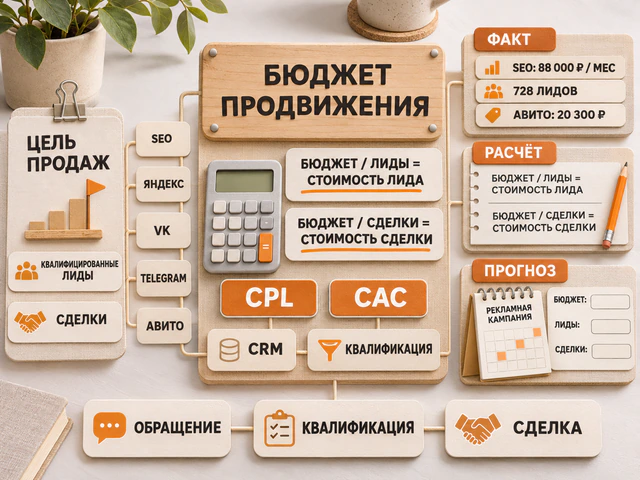 БЮДЖЕТ
ПРОДВИЖЕНИЯ
ЦЕЛЬ
ПРОДАЖ
КВАЛИФИЦИРОВАННЫЕ
ЛИДЫ
СДЕЛКИ
SEO
ЯНДЕКС
VK
TELEGRAM
АВИТО
БЮДЖЕТ / ЛИДЫ =
СТОИМОСТЬ ЛИДА
БЮДЖЕТ / СДЕЛКИ =
СТОИМОСТЬ СДЕЛКИ
=
CPL
CAC
CRM
КВАЛИФИКАЦИЯ
ФАКТ
SEO: 88 000 ₽ / МЕС
728 ЛИДОВ
АВИТО: 20 300 ₽
РАСЧЁТ
БЮДЖЕТ / ЛИДЫ =
СТОИМОСТЬ ЛИДА
БЮДЖЕТ / СДЕЛКИ =
СТОИМОСТЬ СДЕЛКИ
ПРОГНОЗ
РЕКЛАМНАЯ
КАМПАНИЯ
БЮДЖЕТ:
ЛИДЫ:
СДЕЛКИ:
ОБРАЩЕНИЕ
КВАЛИФИКАЦИЯ
СДЕЛКА